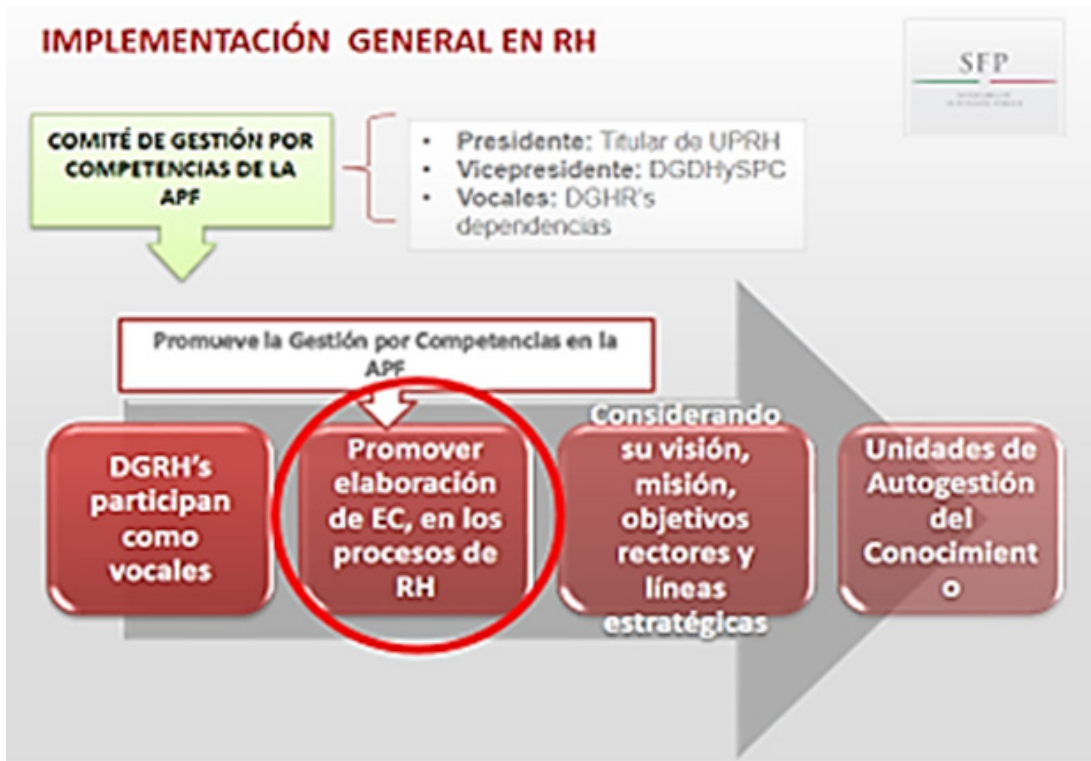 IMPLEMENTACIÓN GENERAL EN RH
SFP
COMITÉ DE GESTIÓN POR
COMPETENCIAS DE LA
APF
• Presidente: Titular de UPRH
• Vicepresidente: DGDHySPC
• Vocales: DGHR's
dependencias
Promueve la Gestión por Competencias en la
APF
DGRH's
participan
como
vocales
Promover
elaboración
de EC, en los
procesos de
RH
Considerando
su visión,
misión,
objetivos
rectores y
líneas
estratégicas
Unidades de
Autogestión
del
Conocimient
o